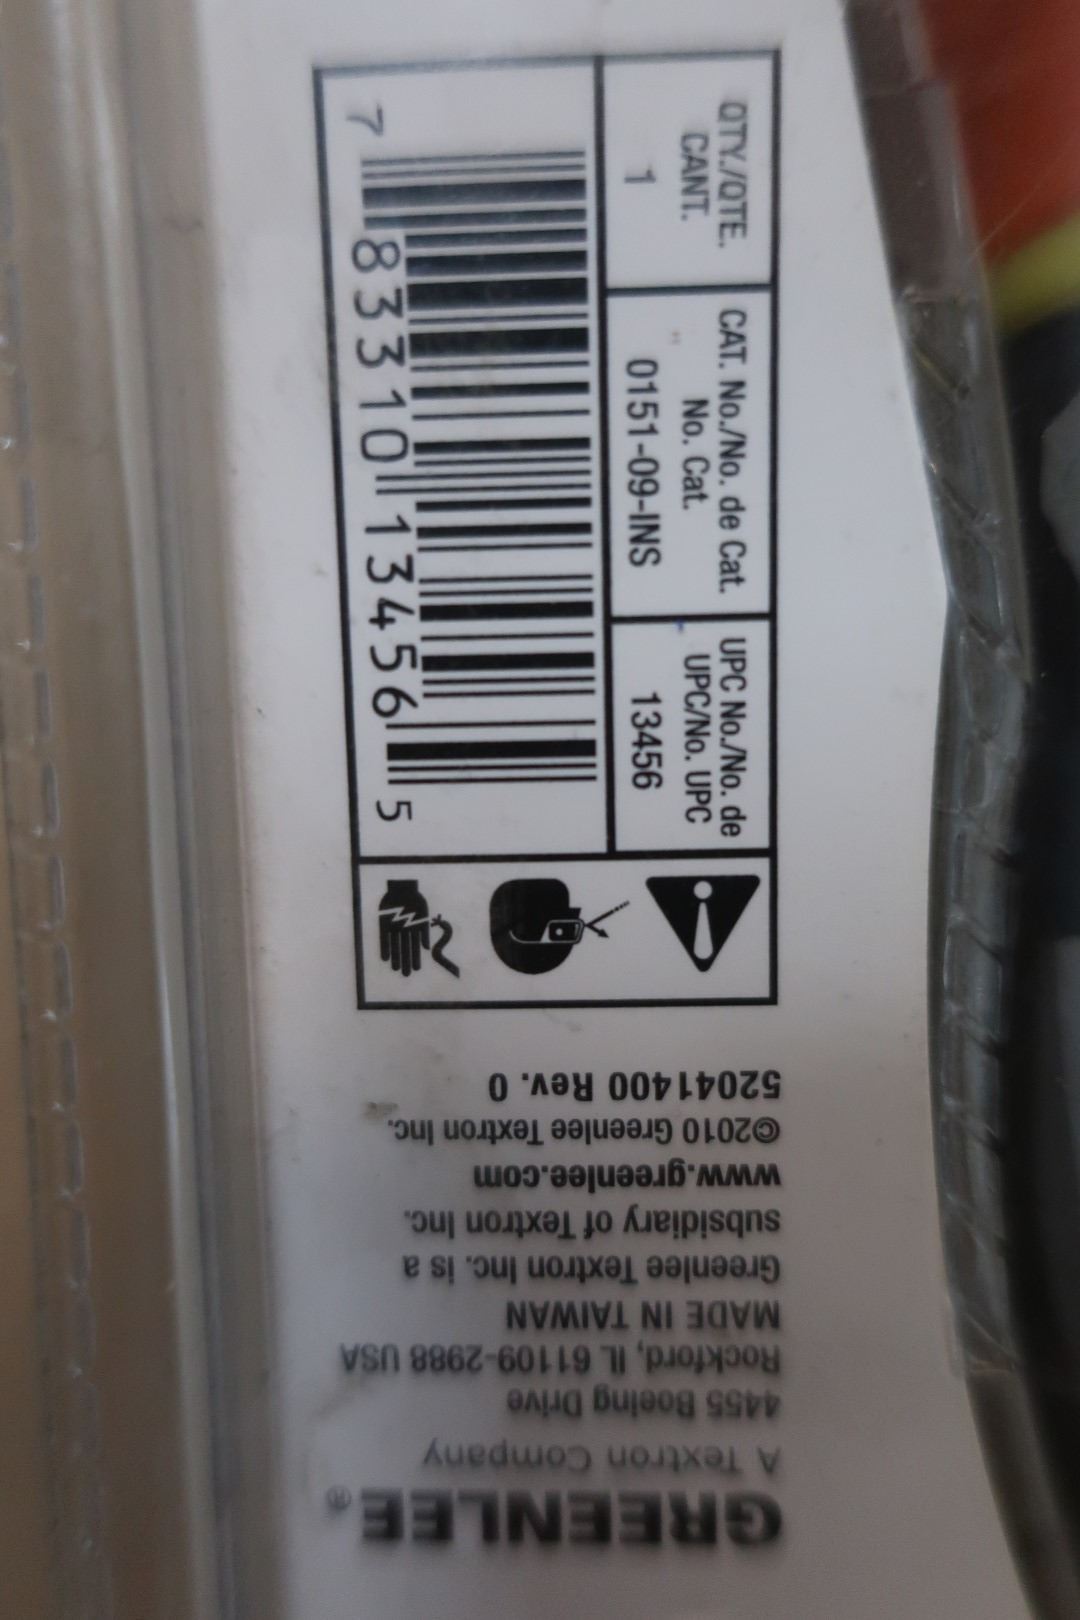 QTY./QTE.
CANT.
1
CAT. No./No. de Cat.
No. Cat.
0151-09-INS
UPC No./No. de
UPC/No. UPC
13456
7 83310 13456 5
GREENLEE®
A Textron Company
4455 Boeing Drive
Rockford, IL 61109-2988 USA
MADE IN TAIWAN
Greenlee Textron Inc. is a
subsidiary of Textron Inc.
www.greenlee.com
©2010 Greenlee Textron Inc.
52041400 Rev. 0